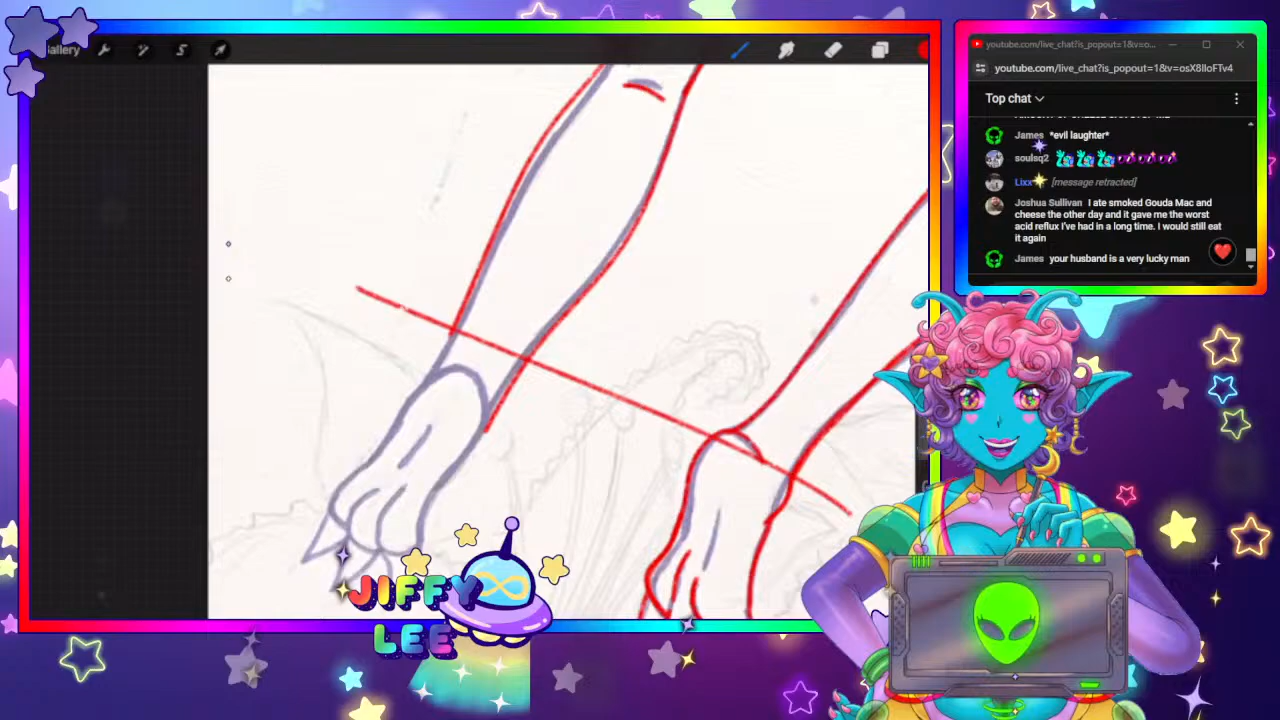 allery
youtube.com/live_chat?is_popout=1&v=o...
youtube.com/live_chat?is_popout=1&v=osX8IIoFTv4
Top chat
James *evil laughter*
soulsq2
Lixx [message retracted]
Joshua Sullivan I ate smoked Gouda Mac and
cheese the other day and it gave me the worst
acid reflux I've had in a long time. I would still eat
it again
James your husband is a very lucky man
JIFFY
LEE